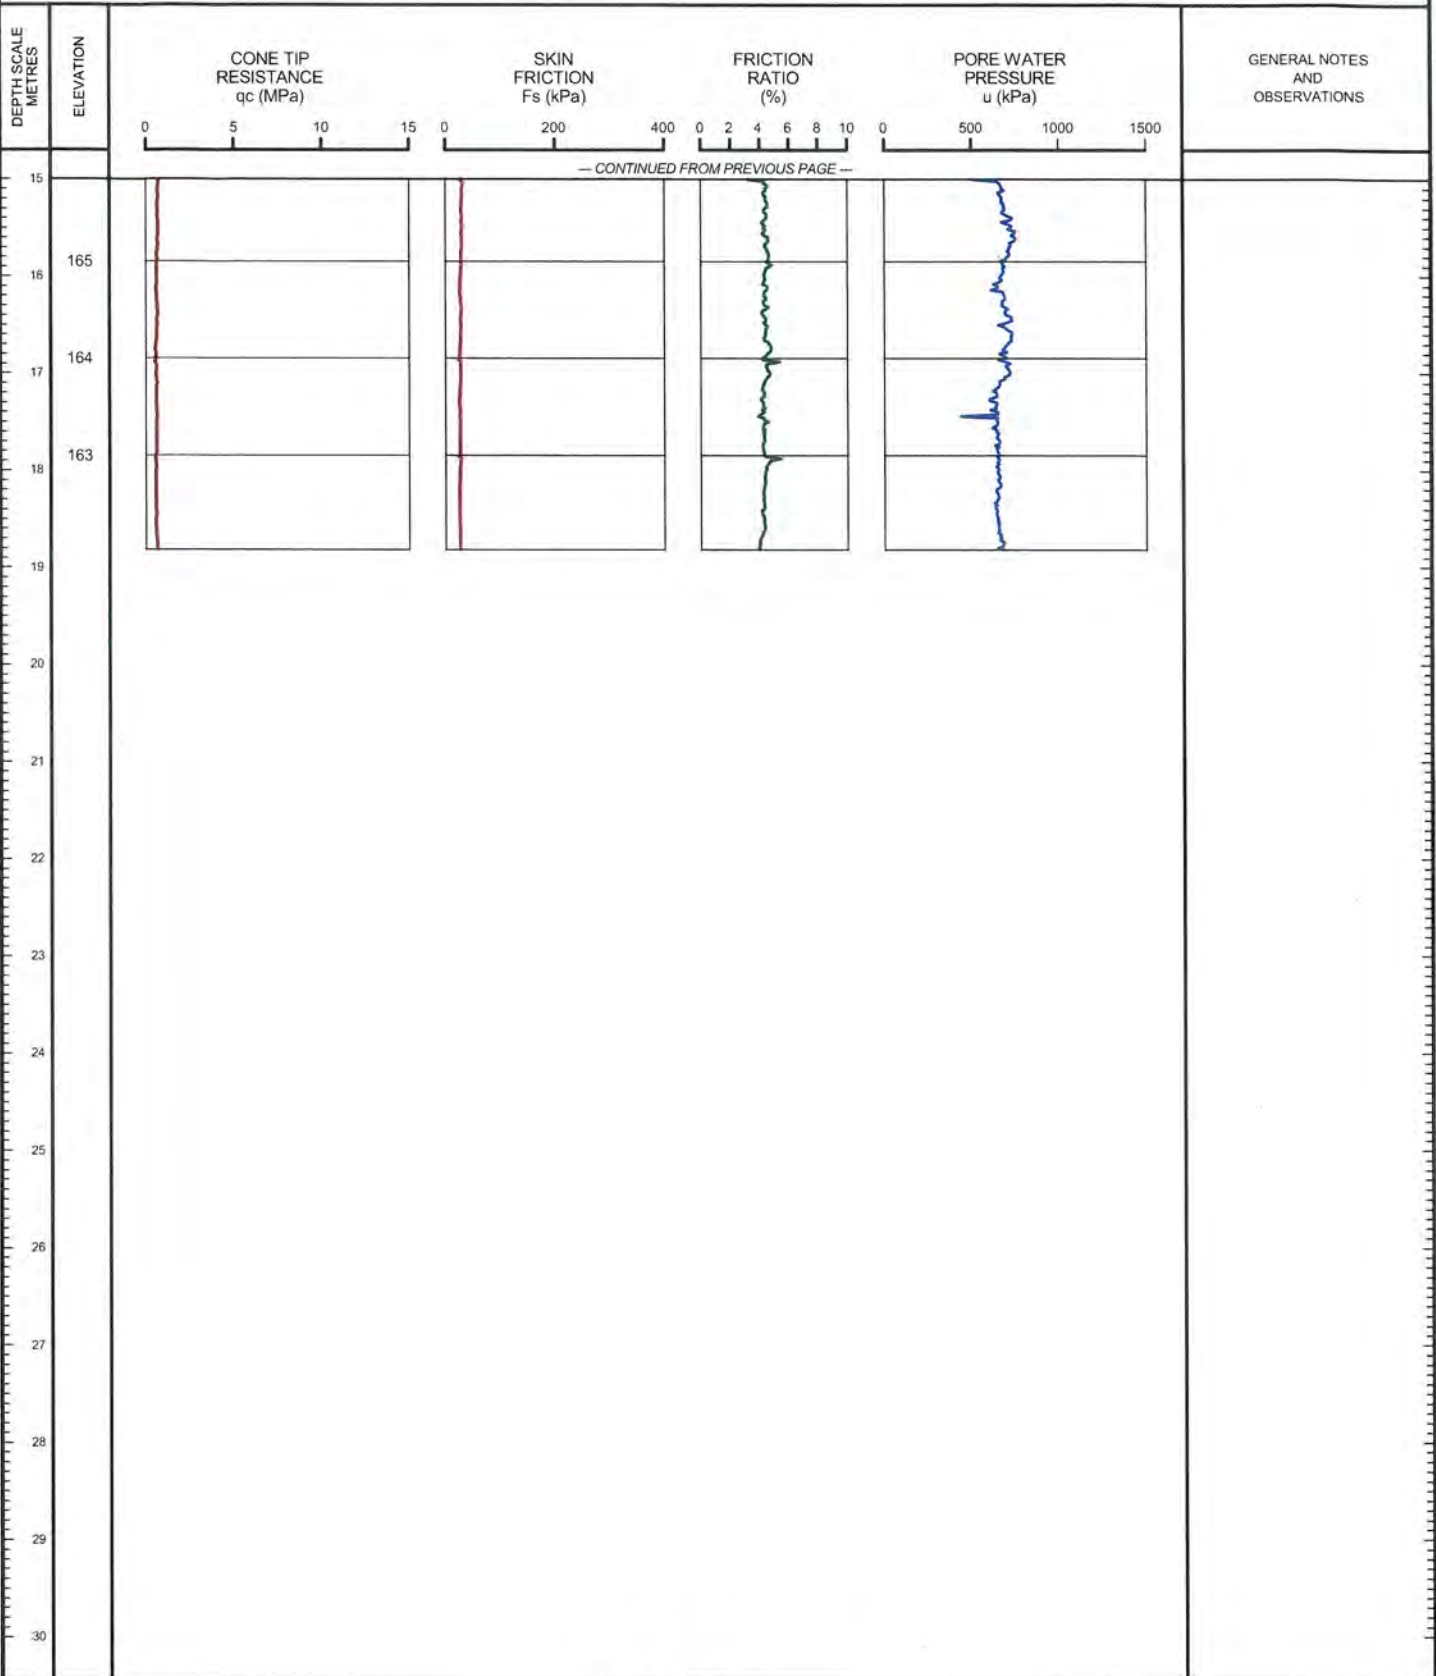 DEPTH SCALE
METRES
ELEVATION
CONE TIP
RESISTANCE
qc (MPa)
SKIN
FRICTION
Fs (kPa)
FRICTION
RATIO
(%)
PORE WATER
PRESSURE
u (kPa)
GENERAL NOTES
AND
OBSERVATIONS
0 5 10 15 0 200 400 0 2 4 6 8 10 0 500 1000 1500
— CONTINUED FROM PREVIOUS PAGE —
15
165
16
164
17
163
18
19
20
21
22
23
24
25
26
27
28
29
30